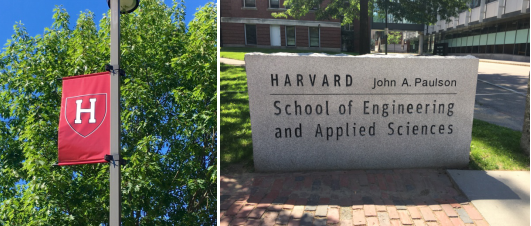 H
HARVARD John A. Paulson
School of Engineering
and Applied Sciences